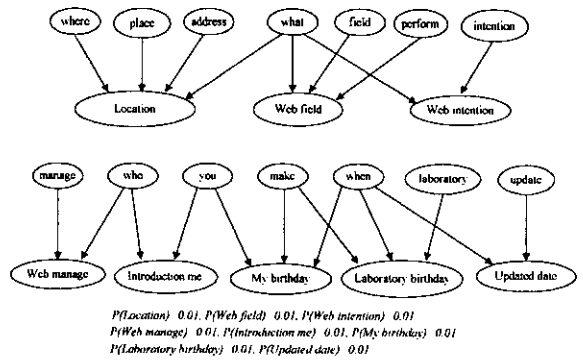 where place address what field perform intention
Location Web field Web intention
manage who you make when laboratory update
Web manage Introduction me My birthday Laboratory birthday Updated date
P(Location) 0.01, P(Web field) 0.01, P(Web intention) 0.01
P(Web manage) 0.01, P(Introduction me) 0.01, P(My birthday) 0.01
P(Laboratory birthday) 0.01, P(Updated date) 0.01